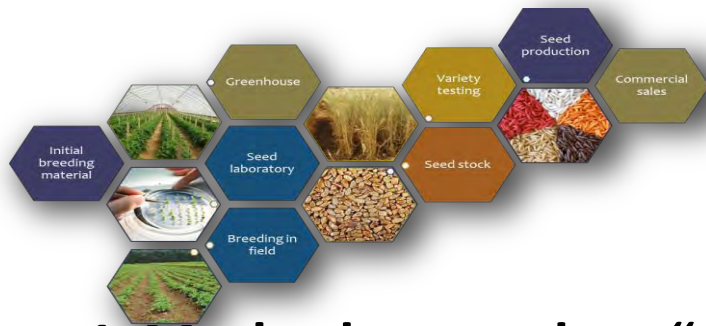 Seed
production
Commercial
sales
Variety
testing
Greenhouse
Seed
laboratory
Seed stock
Initial
breeding
material
Breeding in
field